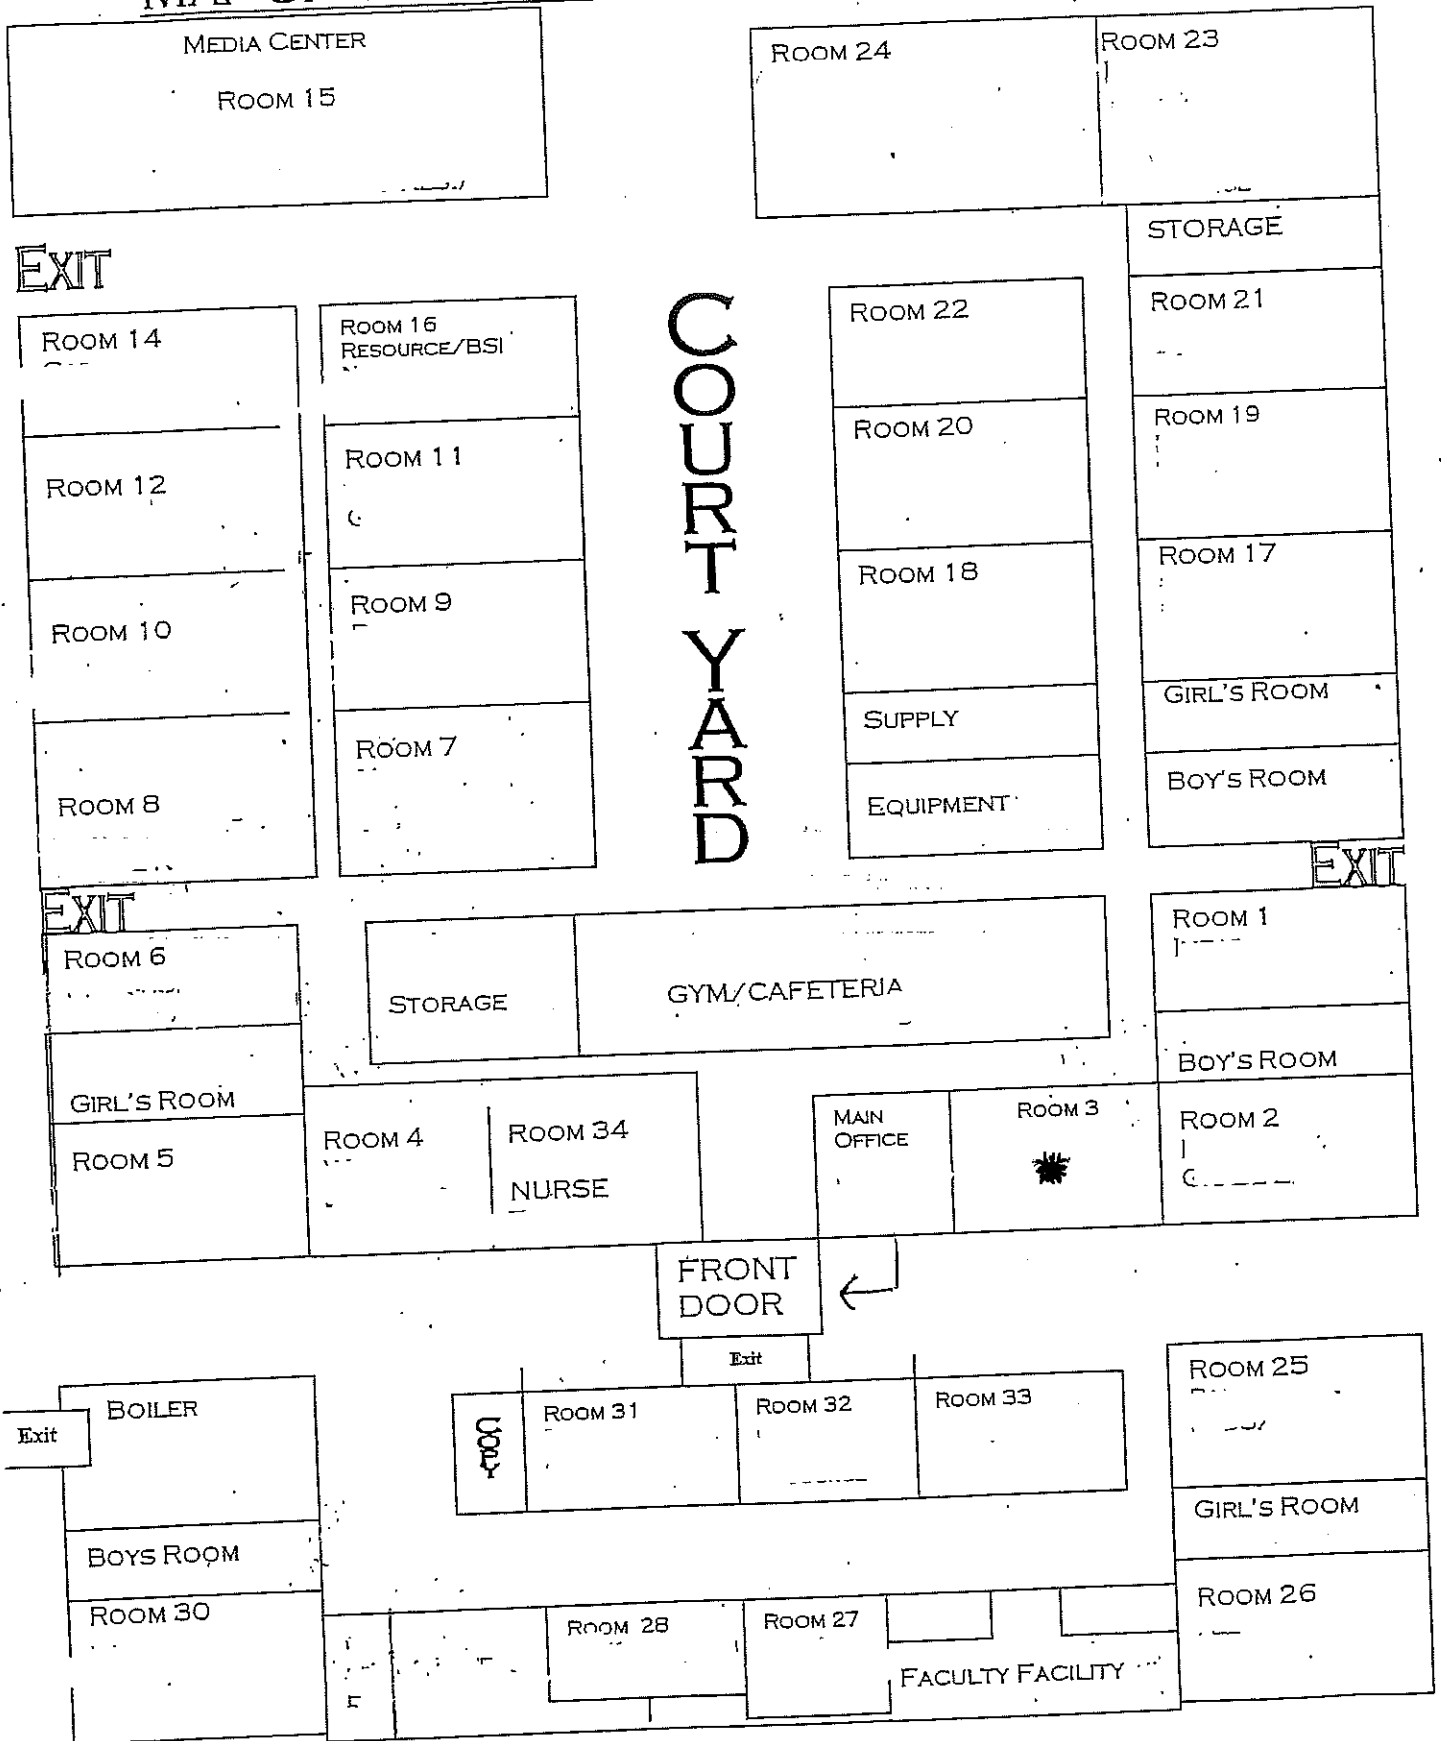 MEDIA CENTER
ROOM 15
ROOM 24
ROOM 23
STORAGE
EXIT
ROOM 14
ROOM 16
RESOURCE/BSI
ROOM 22
ROOM 21
ROOM 12
ROOM 11
ROOM 20
ROOM 19
ROOM 10
ROOM 9
ROOM 18
ROOM 17
COURT YARD
ROOM 8
ROOM 7
SUPPLY
GIRL'S ROOM
EQUIPMENT
BOY'S ROOM
EXIT
EXIT
ROOM 6
STORAGE
GYM/CAFETERIA
ROOM 1
GIRL'S ROOM
BOY'S ROOM
ROOM 5
ROOM 4
ROOM 34
NURSE
MAIN
OFFICE
ROOM 3
ROOM 2
FRONT
DOOR
Exit
BOILER
Exit
COPY
ROOM 31
ROOM 32
ROOM 33
ROOM 25
BOYS ROOM
GIRL'S ROOM
ROOM 30
ROOM 28
ROOM 27
FACULTY FACILITY
ROOM 26